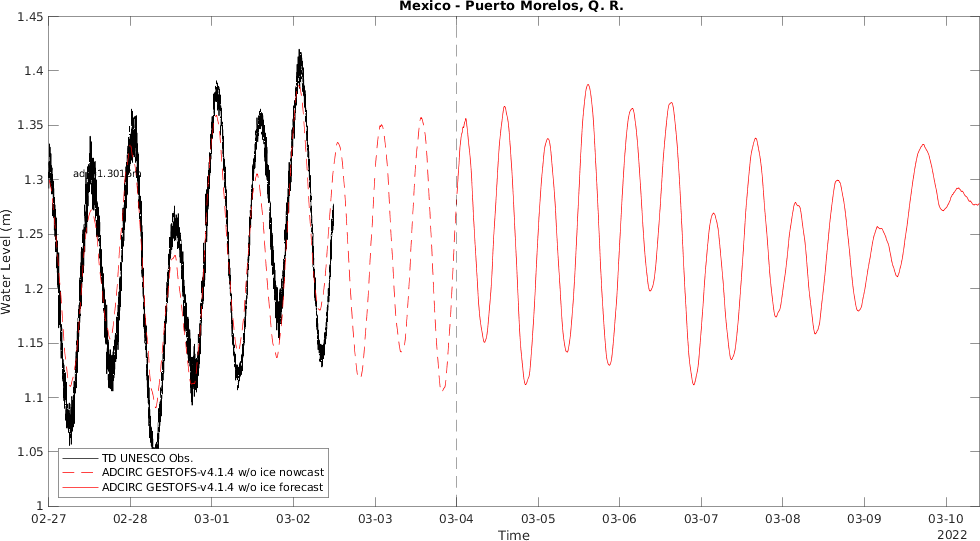 Mexico - Puerto Morelos, Q. R.
1.45
1.4
1.35
1.3
1.25
1.2
1.15
1.1
1.05
1
Water Level (m)
TD UNESCO Obs.
ADCIRC GESTOFS-v4.1.4 w/o ice nowcast
ADCIRC GESTOFS-v4.1.4 w/o ice forecast
02-27 02-28 03-01 03-02 03-03 03-04 03-05 03-06 03-07 03-08 03-09 03-10
Time
2022